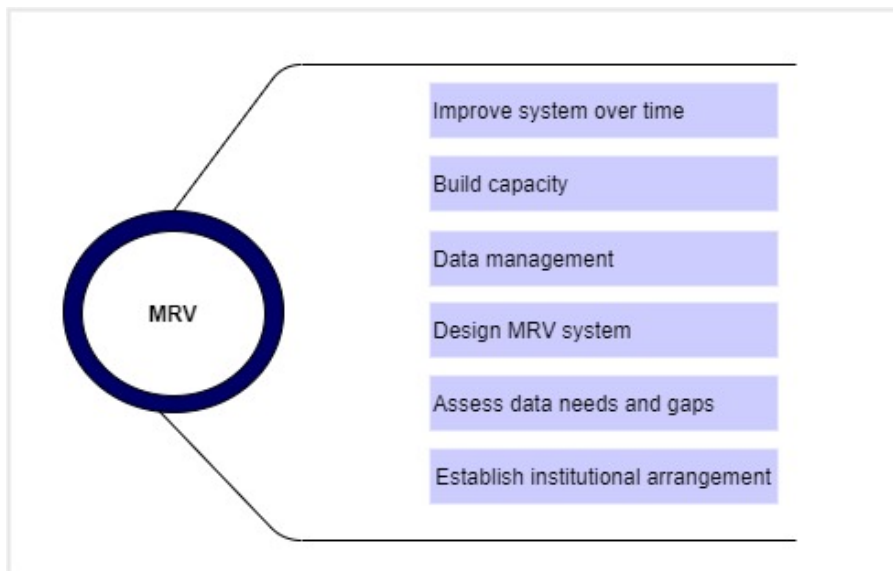 MRV
Improve system over time
Build capacity
Data management
Design MRV system
Assess data needs and gaps
Establish institutional arrangement